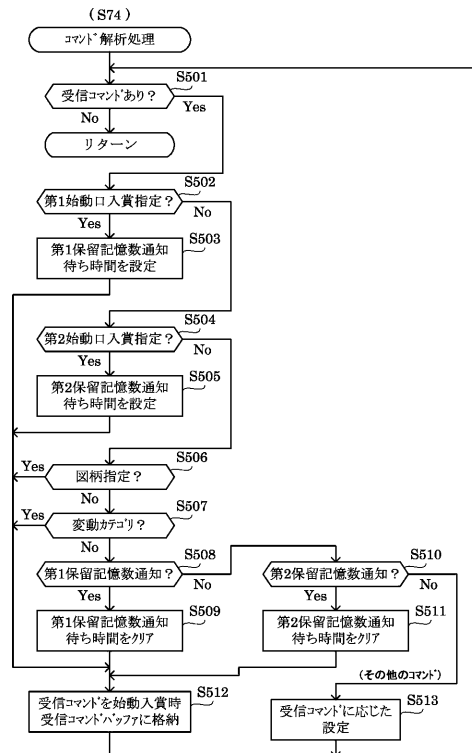 (S74)
コマンド解析処理
S501
受信コマンドあり?
No
Yes
リターン
S502
第1始動口入賞指定?
Yes
No
S503
第1保留記憶数通知
待ち時間を設定
S504
第2始動口入賞指定?
Yes
No
S505
第2保留記憶数通知
待ち時間を設定
S506
Yes
図柄指定?
No
S507
Yes
変動カテゴリ?
No
S508
第1保留記憶数通知?
Yes
No
S510
第2保留記憶数通知?
Yes
No
S509
第1保留記憶数通知
待ち時間をクリア
S511
第2保留記憶数通知
待ち時間をクリア
(その他のコマンド)
S512
受信コマンドを始動入賞時
受信コマンドバッファに格納
S513
受信コマンドに応じた
設定